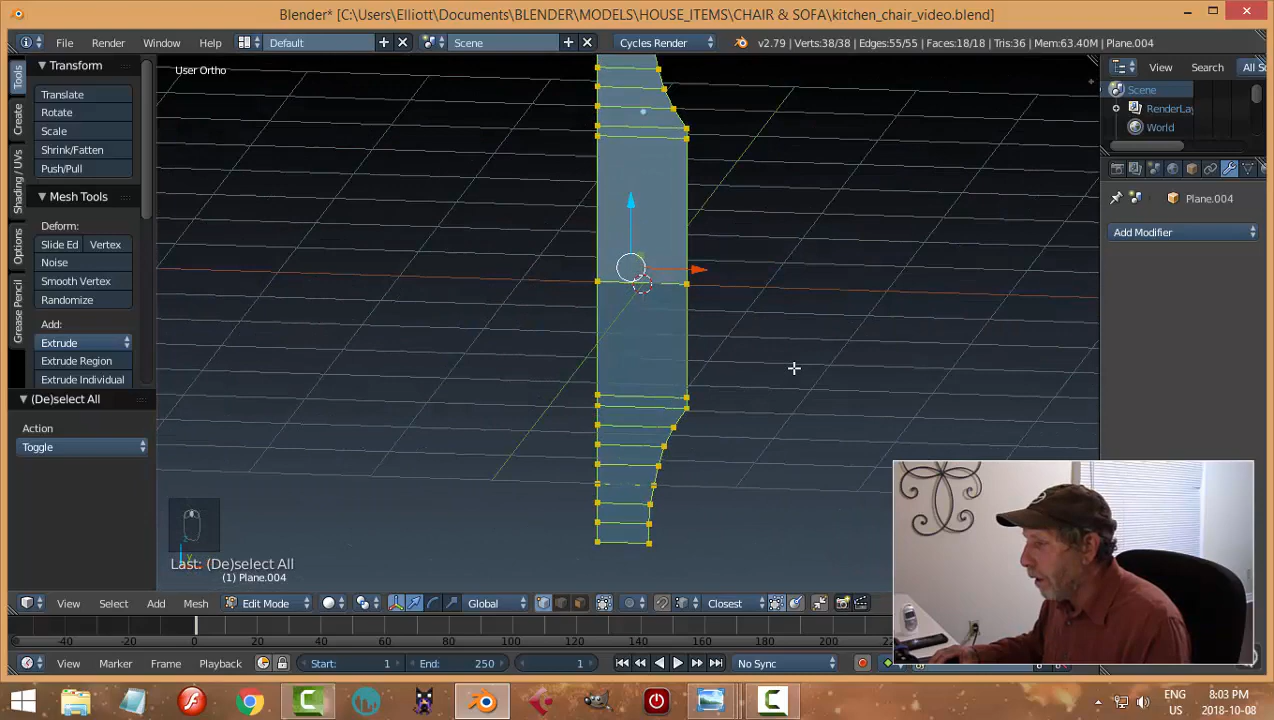 Blender* [C:\Users\Elliott\Documents\BLENDER\MODELS\HOUSE_ITEMS\CHAIR & SOFA\kitchen_chair_video.blend]
File Render Window Help Default Scene Cycles Render v2.79 | Verts:38/38 | Edges:55/55 | Faces:18/18 | Tris:36 | Mem:63.40M | Plane.004
View Search All S
Tools
Create
Shading / UVs
Options
Grease Pencil
Transform
Translate
Rotate
Scale
Shrink/Fatten
Push/Pull
Mesh Tools
Deform:
Slide Ed Vertex
Noise
Smooth Vertex
Randomize
Add:
Extrude
Extrude Region
Extrude Individual
(De)select All
Action
Toggle
User Ortho
Last: (De)select All
(1) Plane.004
Scene
RenderLay
World
Plane.004
Add Modifier
View Select Add Mesh Edit Mode Global Closest
-40 -20 0 20 40 60 80 100 120 140 160 180 200
View Marker Frame Playback Start: 1 End: 250 1 No Sync
ENG
US
8:03 PM
2018-10-08